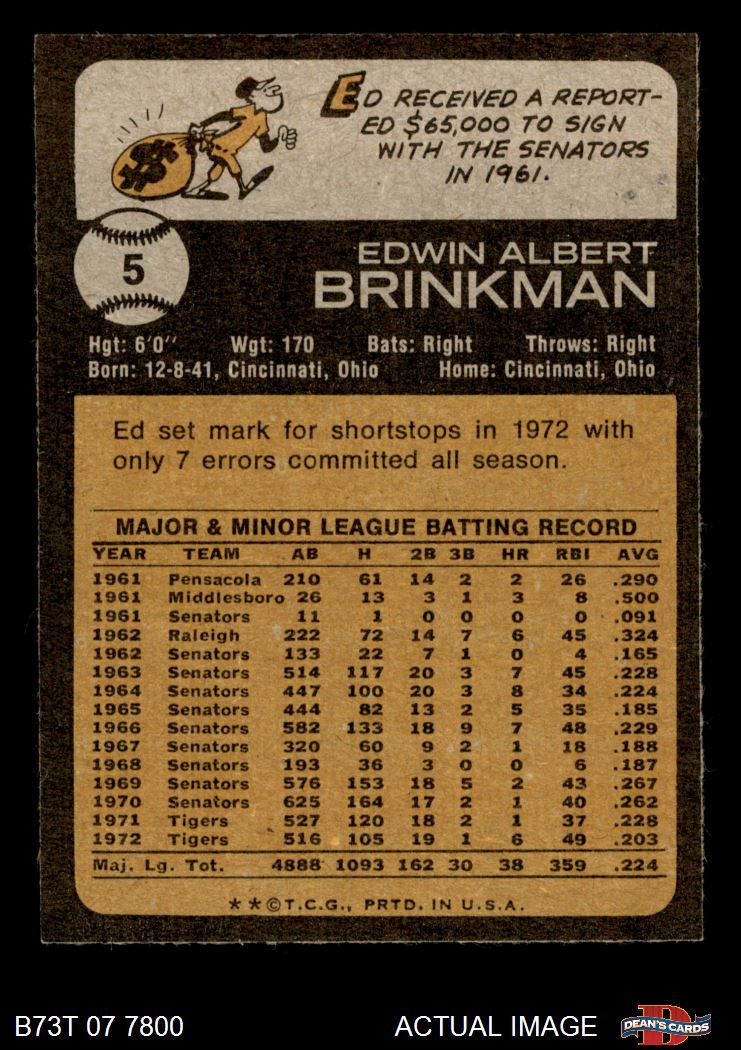 ED RECEIVED A REPORT-
ED $65,000 TO SIGN
WITH THE SENATORS
IN 1961.
5
EDWIN ALBERT
BRINKMAN
Hgt: 6'0" Wgt: 170 Bats: Right Throws: Right
Born: 12-8-41, Cincinnati, Ohio Home: Cincinnati, Ohio
Ed set mark for shortstops in 1972 with
only 7 errors committed all season.
MAJOR & MINOR LEAGUE BATTING RECORD
YEAR TEAM AB H 2B 3B HR RBI AVG
1961 Pensacola 210 61 14 2 2 26 .290
1961 Middlesboro 26 13 3 1 3 8 .500
1961 Senators 11 1 0 0 0 0 .091
1962 Raleigh 222 72 14 7 6 45 .324
1962 Senators 133 22 7 1 0 4 .165
1963 Senators 514 117 20 3 7 45 .228
1964 Senators 447 100 20 3 8 34 .224
1965 Senators 444 82 13 2 5 35 .185
1966 Senators 582 133 18 9 7 48 .229
1967 Senators 320 60 9 2 1 18 .188
1968 Senators 193 36 3 0 0 6 .187
1969 Senators 576 153 18 5 2 43 .267
1970 Senators 625 164 17 2 1 40 .262
1971 Tigers 527 120 18 2 1 37 .228
1972 Tigers 516 105 19 1 6 49 .203
Maj. Lg. Tot. 4888 1093 162 30 38 359 .224
**©T.C.G., PRTD. IN U.S.A.
B73T 07 7800 ACTUAL IMAGE
D
DEAN'S CARDS